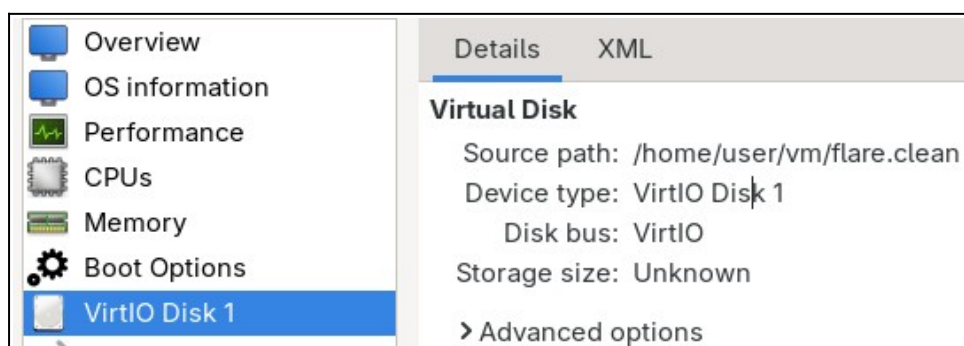 Overview
OS information
Performance
CPUs
Memory
Boot Options
VirtIO Disk 1
Details XML
Virtual Disk
Source path: /home/user/vm/flare.clean
Device type: VirtIO Disk 1
Disk bus: VirtIO
Storage size: Unknown
Advanced options